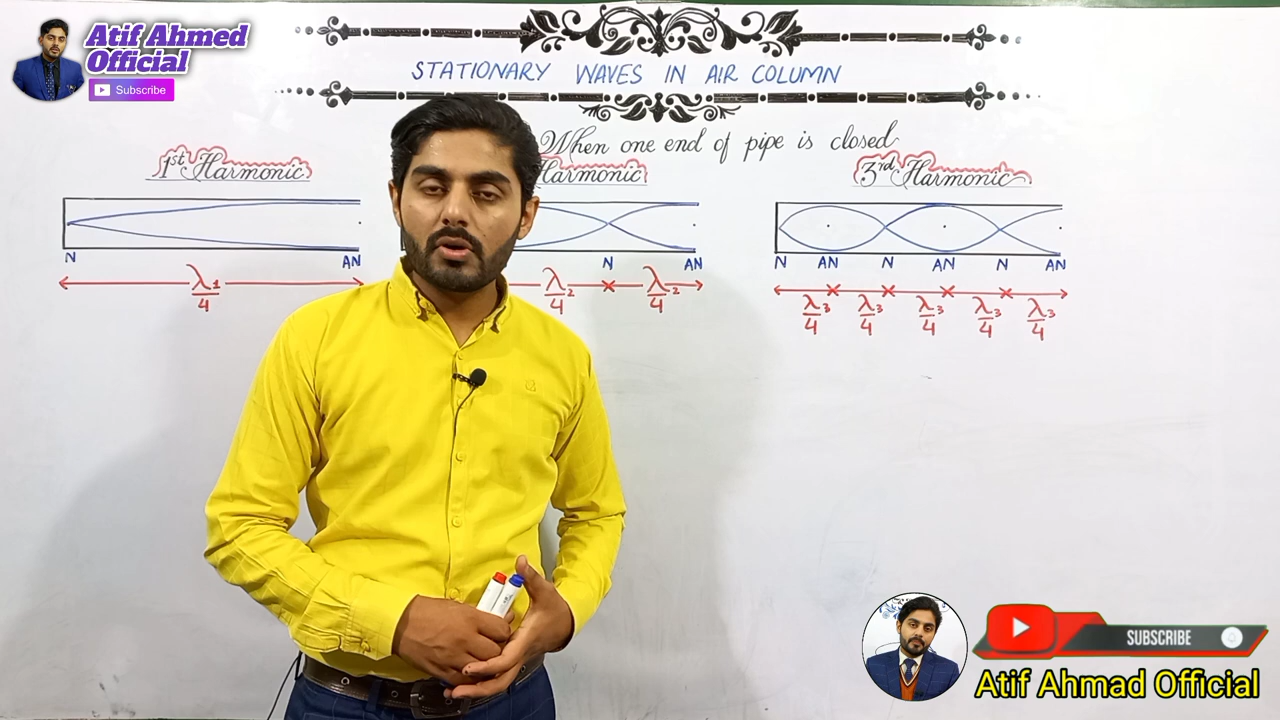 Atif Ahmed
Official
Subscribe
STATIONARY WAVES IN AIR COLUMN
When one end of pipe is closed
1st Harmonic
Harmonic
3rd Harmonic
N AN
N AN
N AN N AN N AN
λ1/4
λ2/4 λ2/4
λ3/4 λ3/4 λ3/4 λ3/4 λ3/4
SUBSCRIBE
Atif Ahmad Official